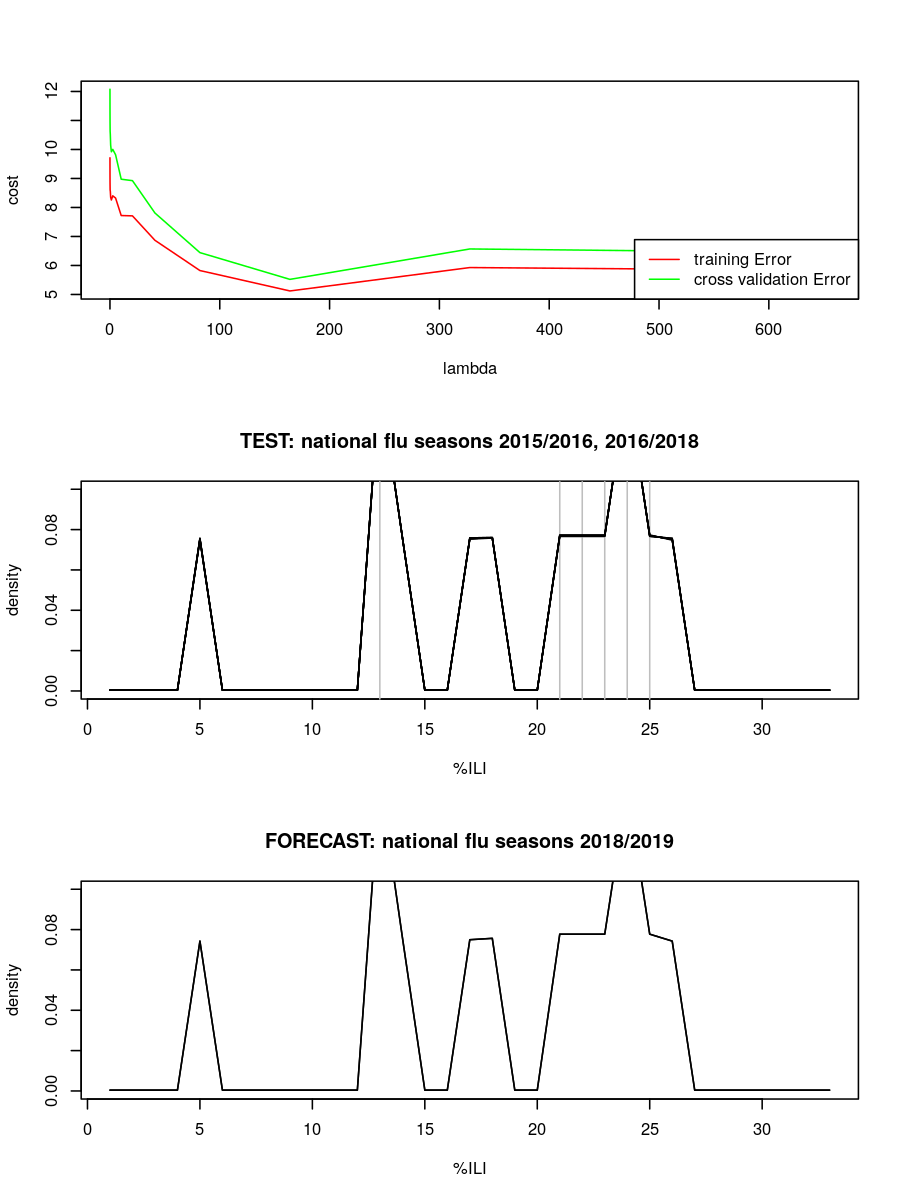 cost
12
10
9
8
7
6
5
training Error
cross validation Error
0 100 200 300 400 500 600
lambda
TEST: national flu seasons 2015/2016, 2016/2018
density
0.08
0.04
0.00
0 5 10 15 20 25 30
%ILI
FORECAST: national flu seasons 2018/2019
density
0.08
0.04
0.00
0 5 10 15 20 25 30
%ILI